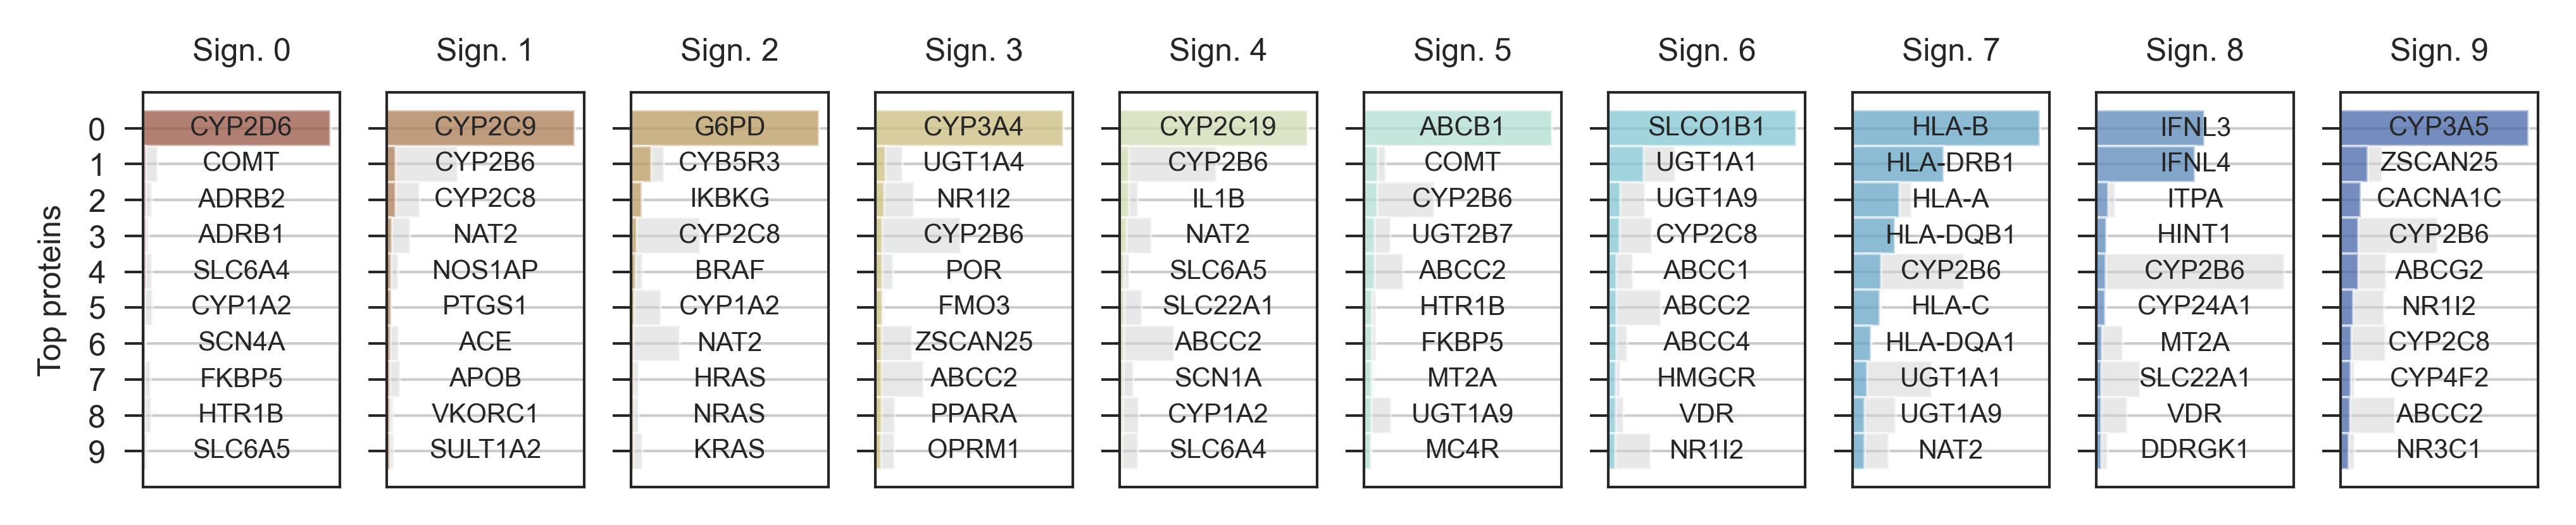 Sign. 0 Sign. 1 Sign. 2 Sign. 3 Sign. 4 Sign. 5 Sign. 6 Sign. 7 Sign. 8 Sign. 9
0 CYP2D6 CYP2C9 G6PD CYP3A4 CYP2C19 ABCB1 SLCO1B1 HLA-B IFNL3 CYP3A5
1 COMT CYP2B6 CYB5R3 UGT1A4 CYP2B6 COMT UGT1A1 HLA-DRB1 IFNL4 ZSCAN25
2 ADRB2 CYP2C8 IKBKG NR1I2 IL1B CYP2B6 UGT1A9 HLA-A ITPA CACNA1C
3 ADRB1 NAT2 CYP2C8 CYP2B6 NAT2 UGT2B7 CYP2C8 HLA-DQB1 HINT1 CYP2B6
4 SLC6A4 NOS1AP BRAF POR SLC6A5 ABCC2 ABCC1 CYP2B6 CYP2B6 ABCG2
5 CYP1A2 PTGS1 CYP1A2 FMO3 SLC22A1 HTR1B ABCC2 HLA-C CYP24A1 NR1I2
6 SCN4A ACE NAT2 ZSCAN25 ABCC2 FKBP5 ABCC4 HLA-DQA1 MT2A CYP2C8
7 FKBP5 APOB HRAS ABCC2 SCN1A MT2A HMGCR UGT1A1 SLC22A1 CYP4F2
8 HTR1B VKORC1 NRAS PPARA CYP1A2 UGT1A9 VDR UGT1A9 VDR ABCC2
9 SLC6A5 SULT1A2 KRAS OPRM1 SLC6A4 MC4R NR1I2 NAT2 DDRGK1 NR3C1
Top proteins